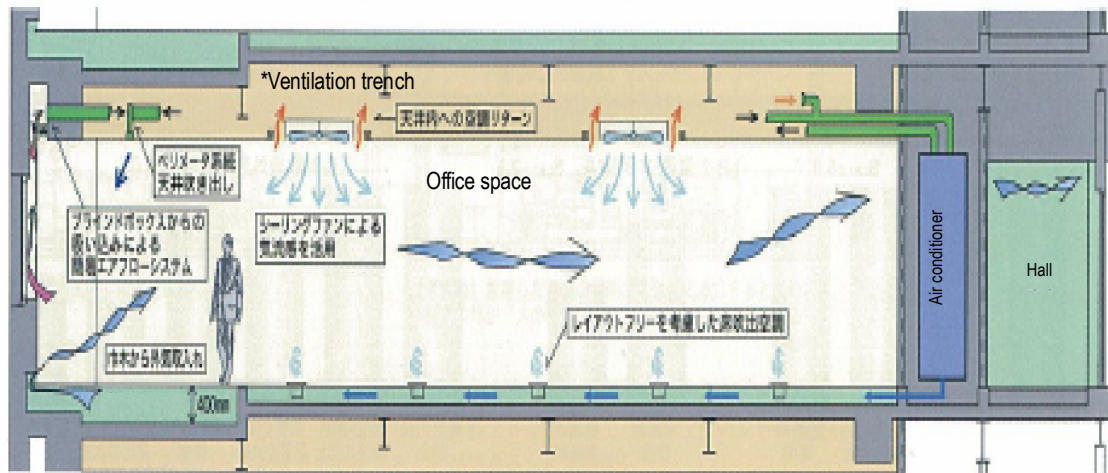 *Ventilation trench
天井内への空調リターン
ペリメータ系統
天井吹き出し
Office space
ブラインドボックスからの
吸い込みによる
簡易エアフローシステム
シーリングファンによる
気流感を活用
Air conditioner
Hall
レイアウトフリーを考慮した床吹出空調
巾木から外気取入れ
400mm